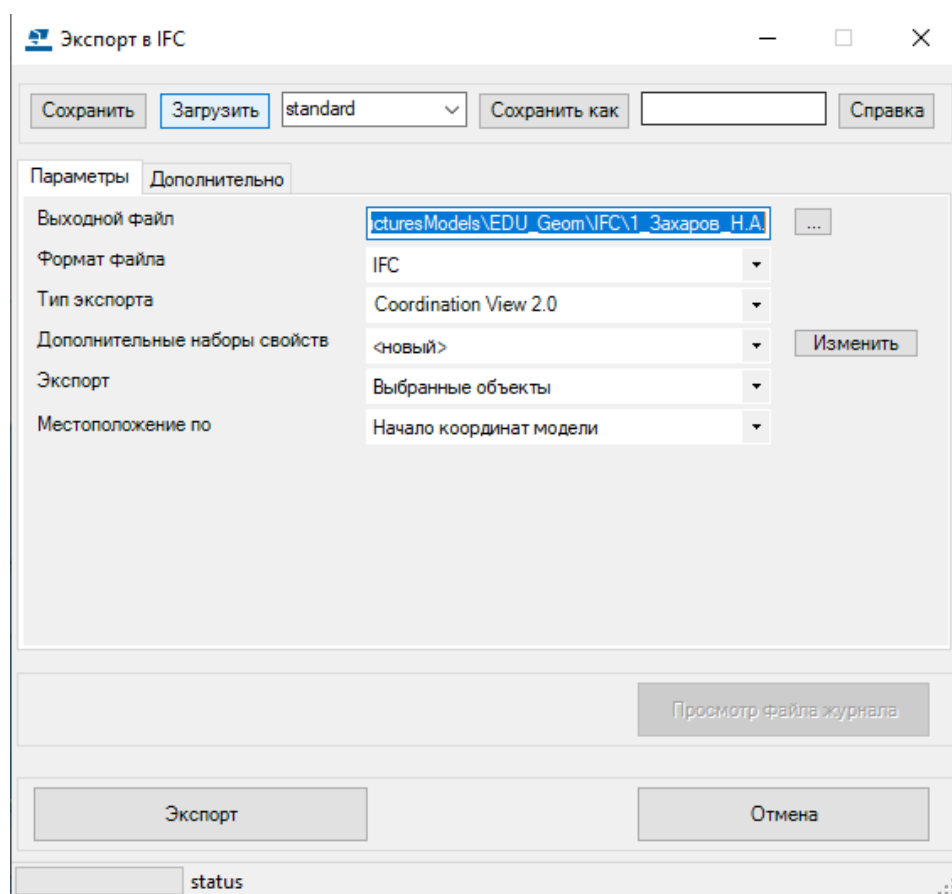 Экспорт в IFC
Сохранить Загрузить standard Сохранить как Справка
Параметры Дополнительно
Выходной файл icturesModels\EDU_Geom\IFC\1_Захаров_Н.А. ...
Формат файла IFC
Тип экспорта Coordination View 2.0
Дополнительные наборы свойств <новый> Изменить
Экспорт Выбранные объекты
Местоположение по Начало координат модели
Просмотр файла журнала
Экспорт Отмена
status